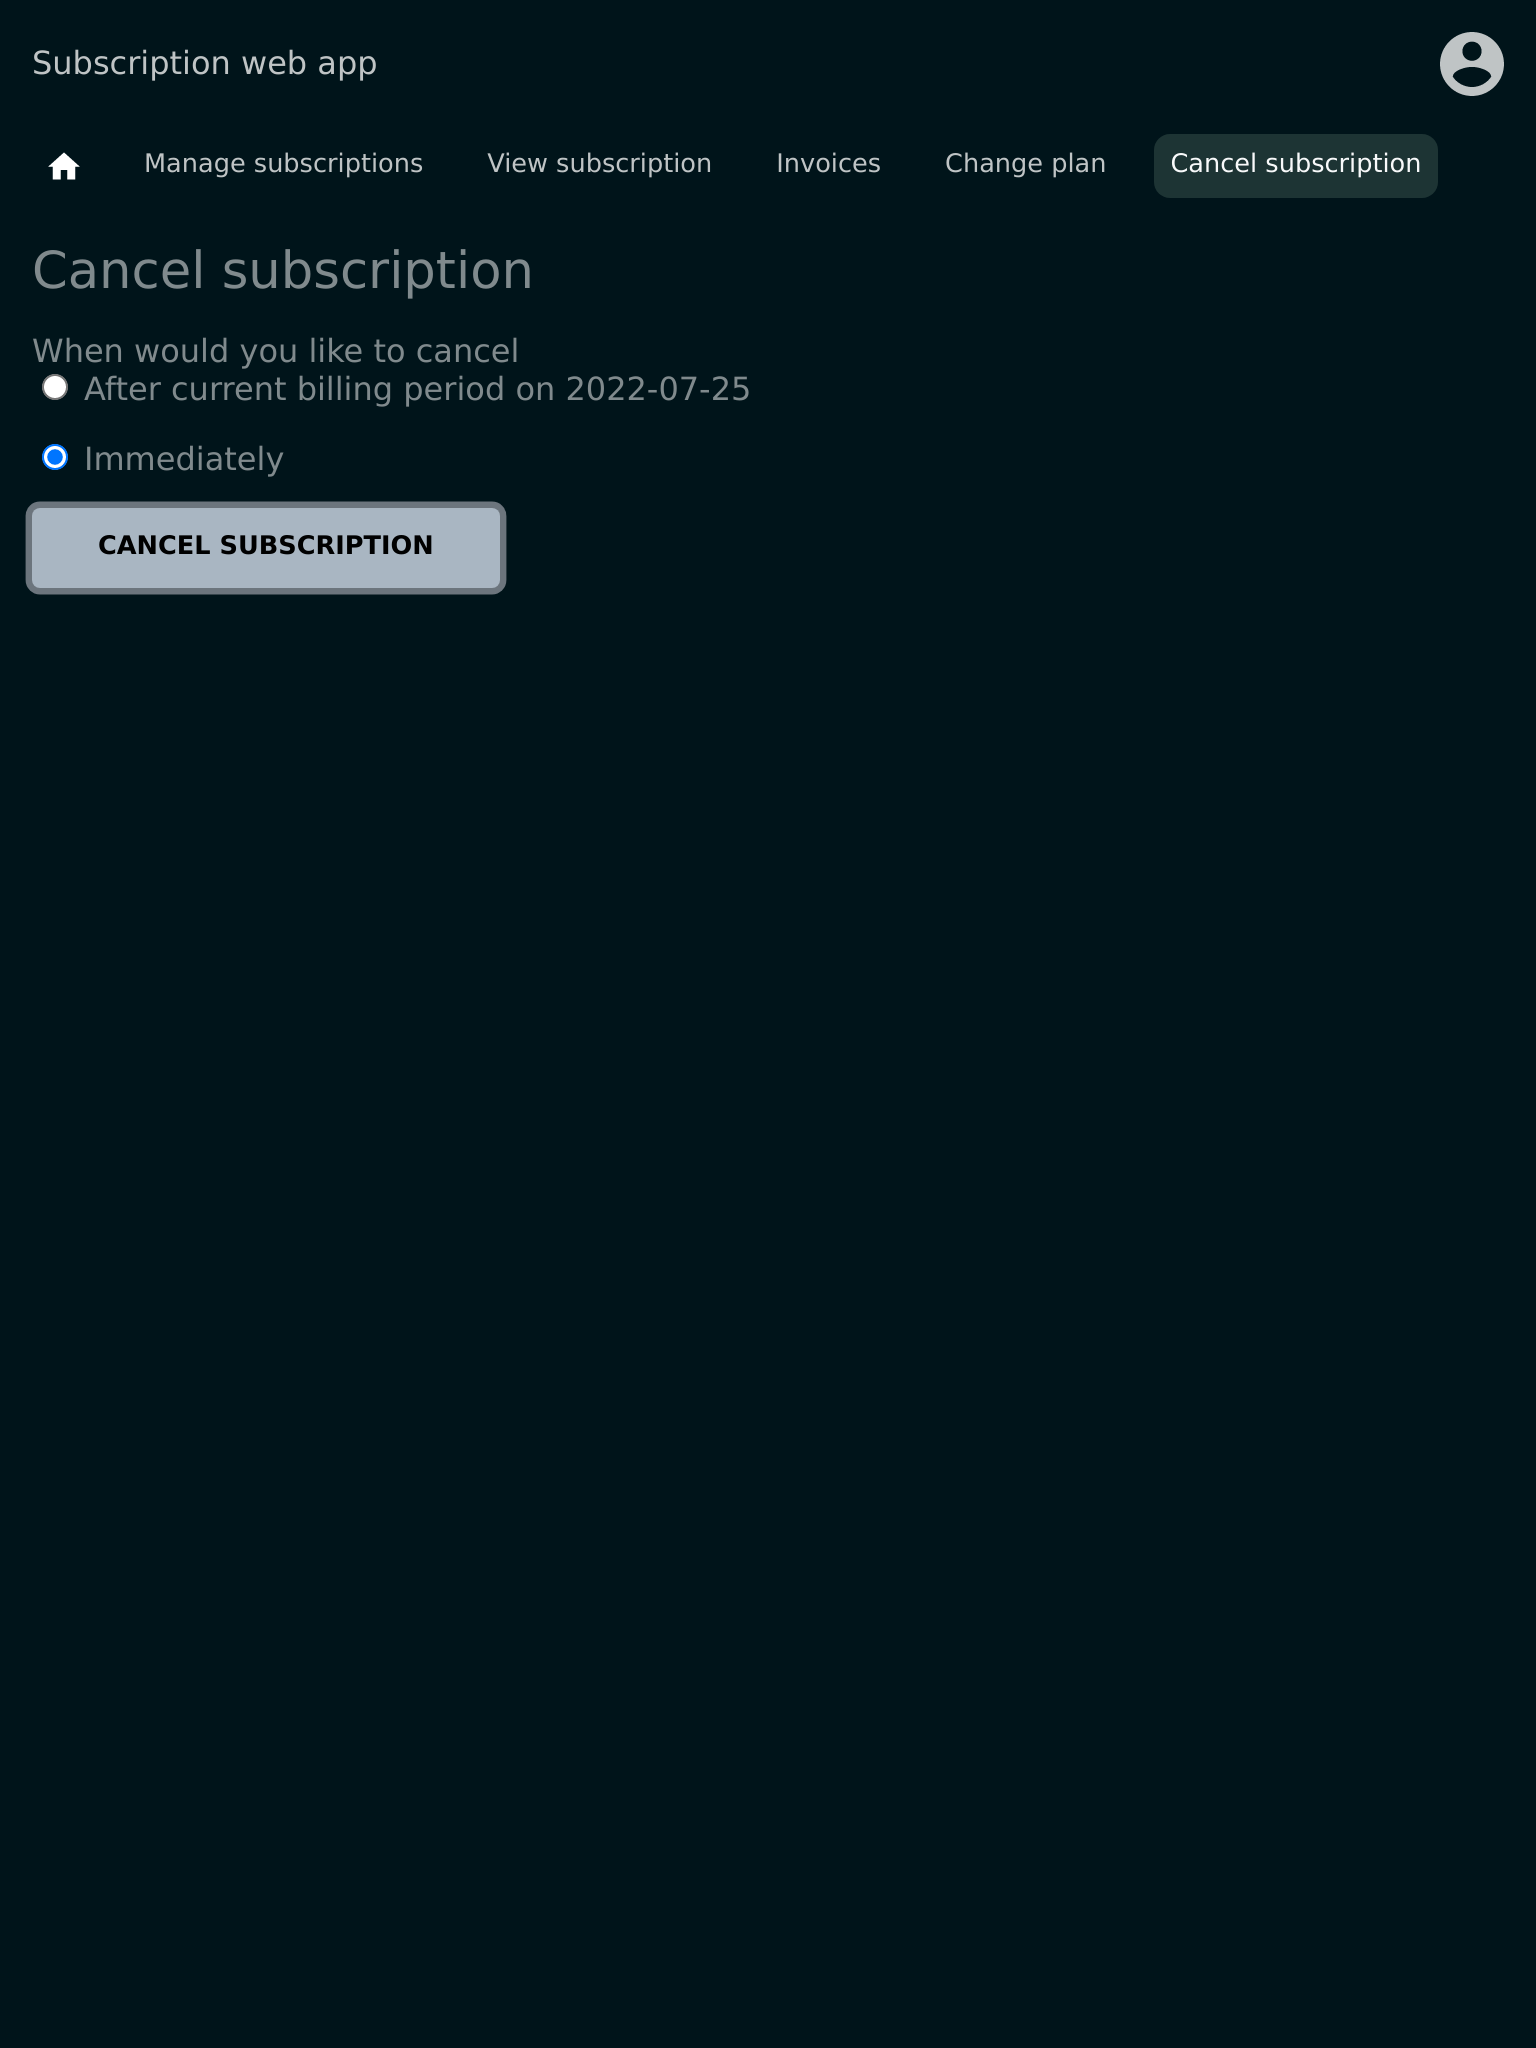 Subscription web app
Manage subscriptions View subscription Invoices Change plan Cancel subscription
Cancel subscription
When would you like to cancel
After current billing period on 2022-07-25
Immediately
CANCEL SUBSCRIPTION